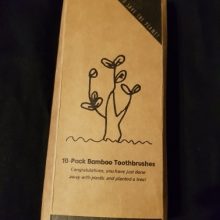 10-Pack Bamboo Toothbrushes
Congratulations, you have just done
away with plastic and planted a tree!